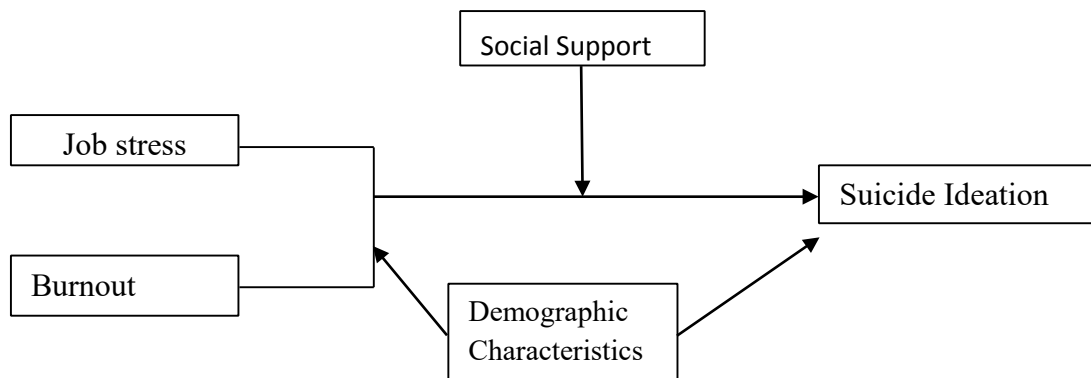 Social Support
Job stress
Suicide Ideation
Burnout
Demographic
Characteristics